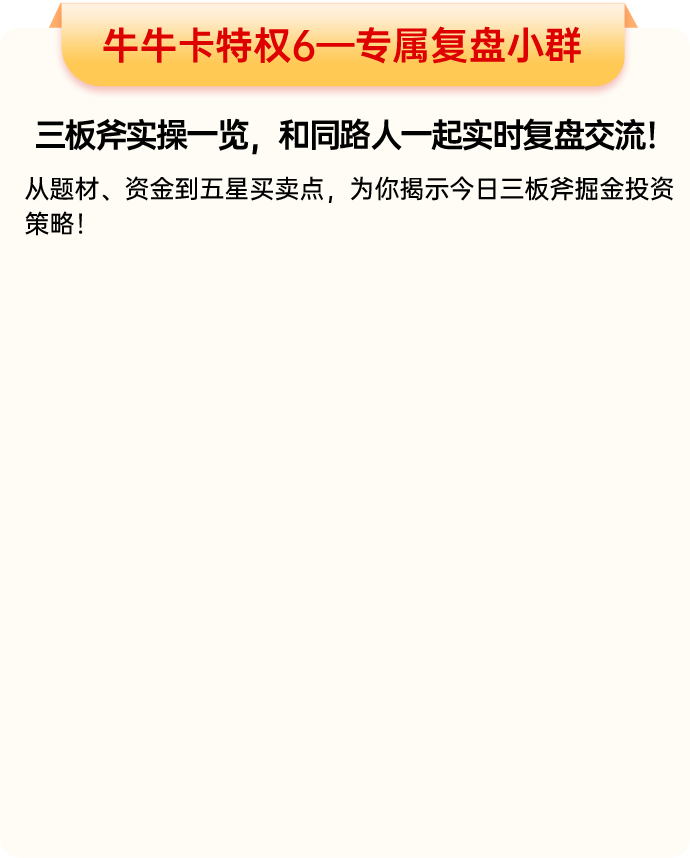 牛牛卡特权6—专属复盘小群
三板斧实操一览，和同路人一起实时复盘交流！
从题材、资金到五星买卖点，为你揭示今日三板斧掘金投资
策略！